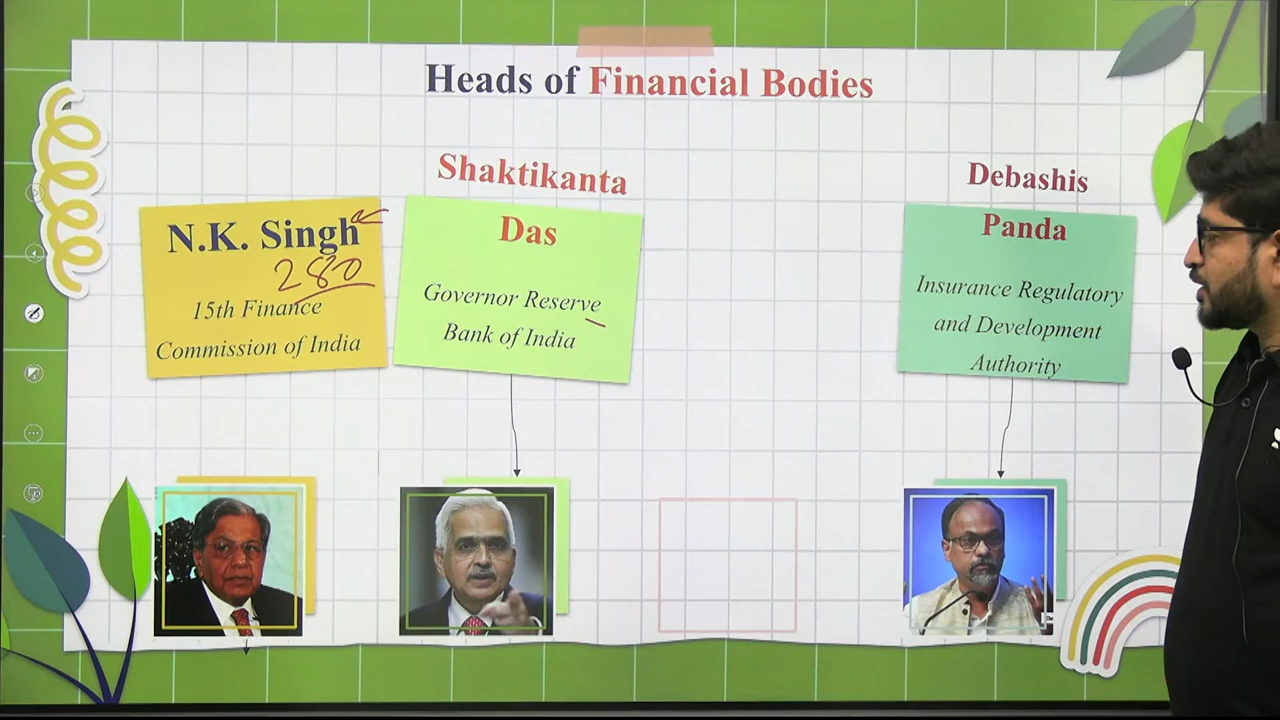 Heads of Financial Bodies
N.K. Singh
280
15th Finance
Commission of India
Shaktikanta
Das
Governor Reserve
Bank of India
Debashis
Panda
Insurance Regulatory
and Development
Authority